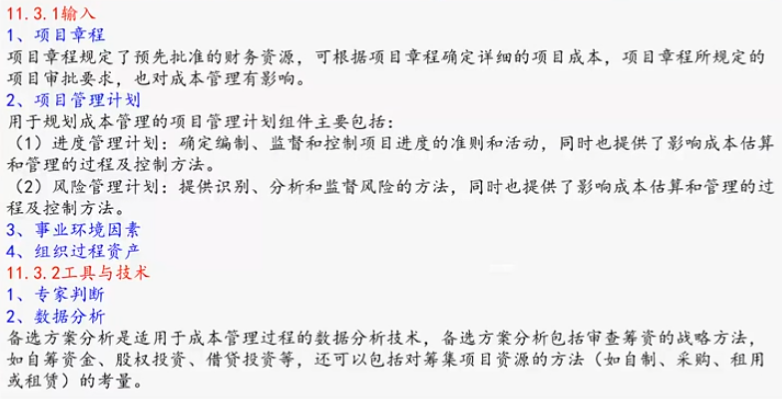 11.3.1输入
1、项目章程
项目章程规定了预先批准的财务资源，可根据项目章程确定详细的项目成本，项目章程所规定的
项目审批要求，也对成本管理有影响。
2、项目管理计划
用于规划成本管理的项目管理计划组件主要包括：
（1）进度管理计划：确定编制、监督和控制项目进度的准则和活动，同时也提供了影响成本估算
和管理的过程及控制方法。
（2）风险管理计划：提供识别、分析和监督风险的方法，同时也提供了影响成本估算和管理的过
程及控制方法。
3、事业环境因素
4、组织过程资产
11.3.2工具与技术
1、专家判断
2、数据分析
备选方案分析是适用于成本管理过程的数据分析技术，备选方案分析包括审查筹资的战略方法，
如自筹资金、股权投资、借贷投资等，还可以包括对筹集项目资源的方法（如自制、采购、租用
或租赁）的考量。